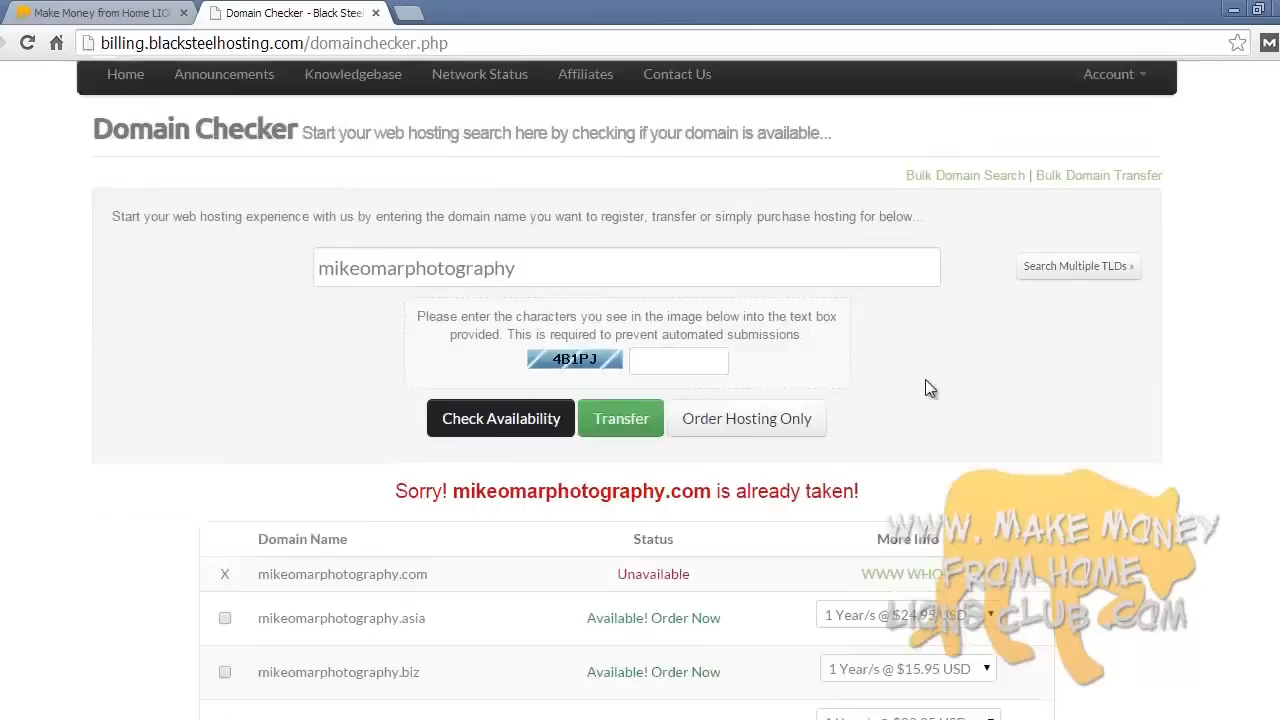 Make Money from Home LIO
Domain Checker - Black Steel
billing.blacksteelhosting.com/domainchecker.php
M
Home Announcements Knowledgebase Network Status Affiliates Contact Us Account
Domain Checker Start your web hosting search here by checking if your domain is available...
Bulk Domain Search | Bulk Domain Transfer
Start your web hosting experience with us by entering the domain name you want to register, transfer or simply purchase hosting for below...
mikeomarphotography
Search Multiple TLDs »
Please enter the characters you see in the image below into the text box
provided. This is required to prevent automated submissions.
4B1PJ
Check Availability Transfer Order Hosting Only
Sorry! mikeomarphotography.com is already taken!
Domain Name Status More Info
X mikeomarphotography.com Unavailable WWW WHO
mikeomarphotography.asia Available! Order Now 1 Year/s @ $24.95 USD
mikeomarphotography.biz Available! Order Now 1 Year/s @ $15.95 USD
WWW. MAKE MONEY
FROM HOME
LIONS CLUB .COM